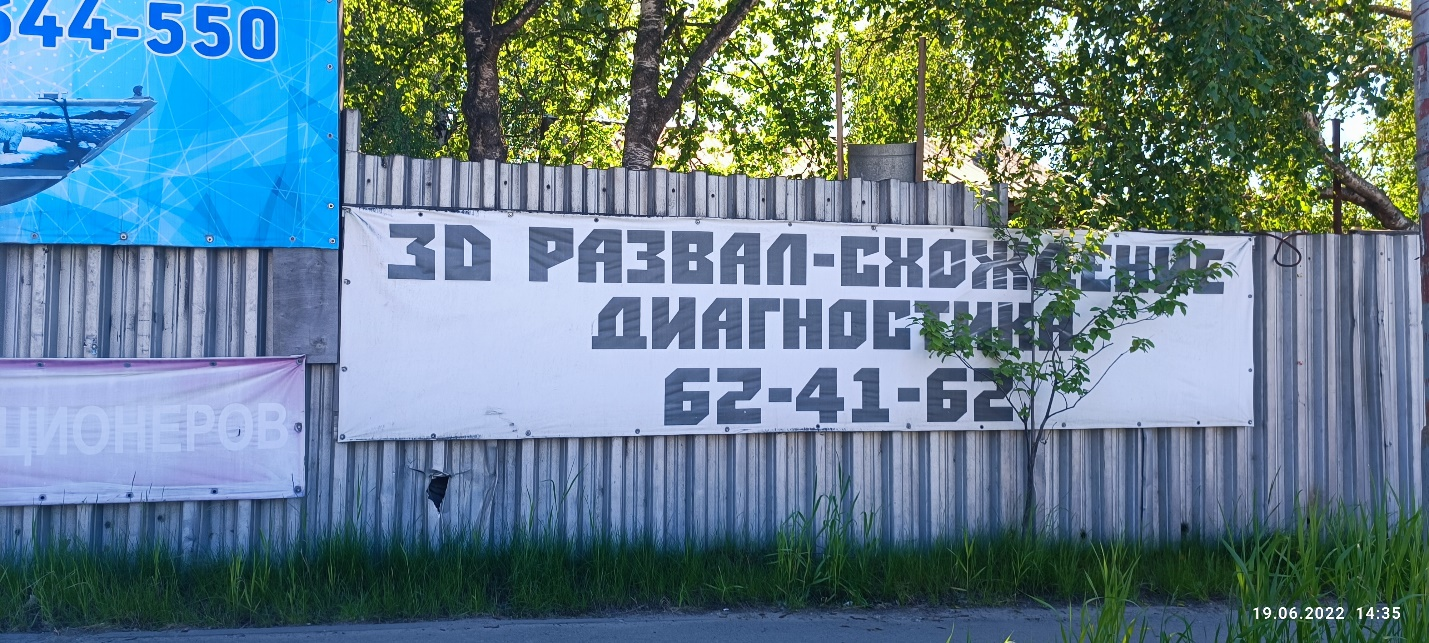 544-550
3D РАЗВАЛ-СХОЖДЕНИЕ
ДИАГНОСТИКА
62-41-62
ЦИОНЕРОВ
19.06.2022 14:35